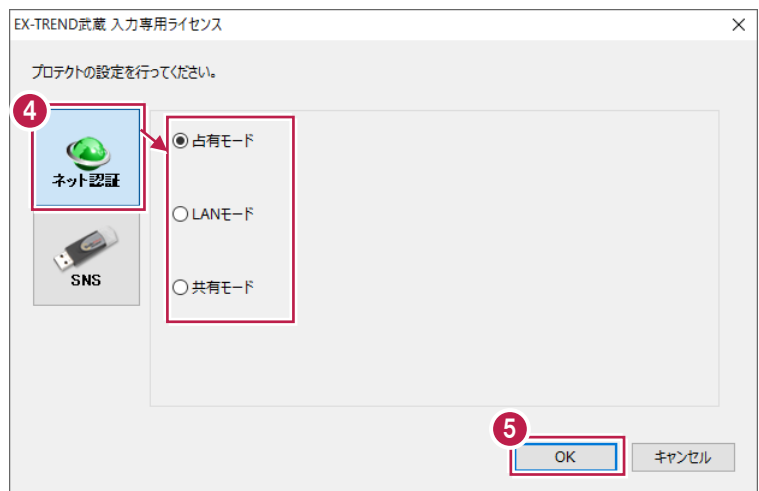 EX-TREND武蔵 入力専用ライセンス
プロテクトの設定を行ってください。
4
占有モード
ネット認証
LANモード
SNS
共有モード
5
OK
キャンセル